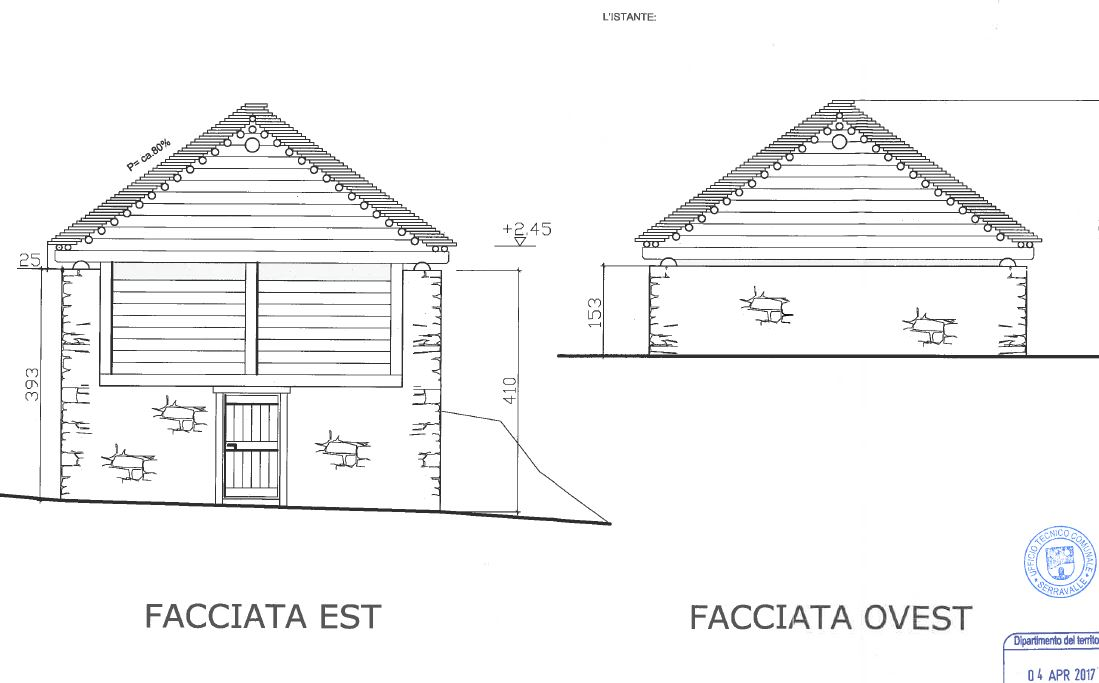 L'ISTANTE:
P= ca.80%
+2.45
25
393
410
153
FACCIATA EST
FACCIATA OVEST
UFFICIO TECNICO COMUNALE
* SERRAVALLE *
Dipartimento del territo
04 APR 2017